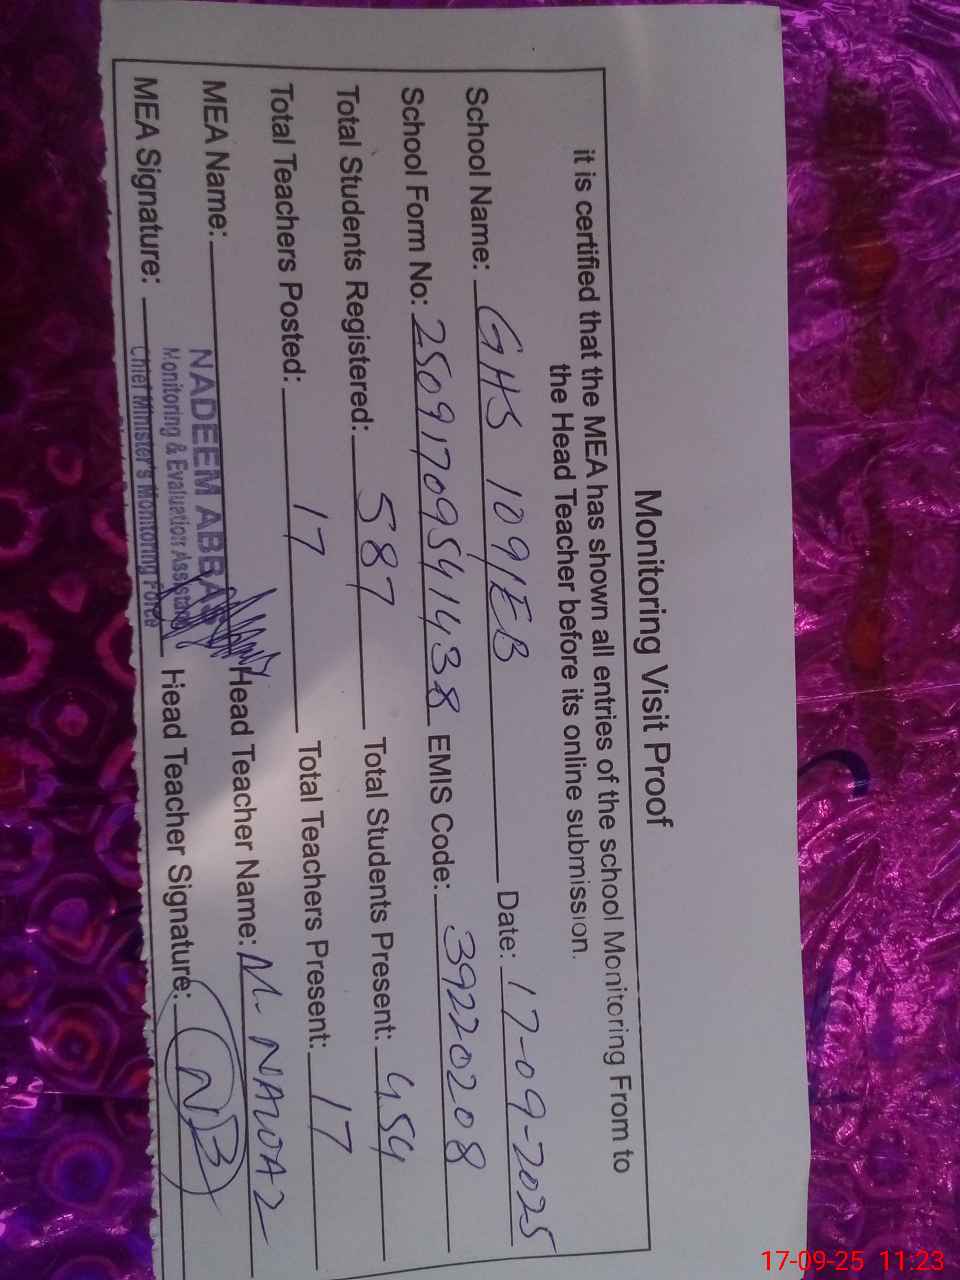 Monitoring Visit Proof
it is certified that the MEA has shown all entries of the school Monitoring From to
the Head Teacher before its online submission.
School Name: GHS 109/EB Date: 17-09-2025
School Form No: 25091709541438 EMIS Code: 39220208
Total Students Registered: 587 Total Students Present: 454
Total Teachers Posted: 17 Total Teachers Present: 17
MEA Name: NADEEM ABBAS Head Teacher Name: M. NAWAZ
Monitoring & Evaluation Assistant
MEA Signature: Head Teacher Signature:
Chief Minister's Monitoring Force
17-09-25 11:23